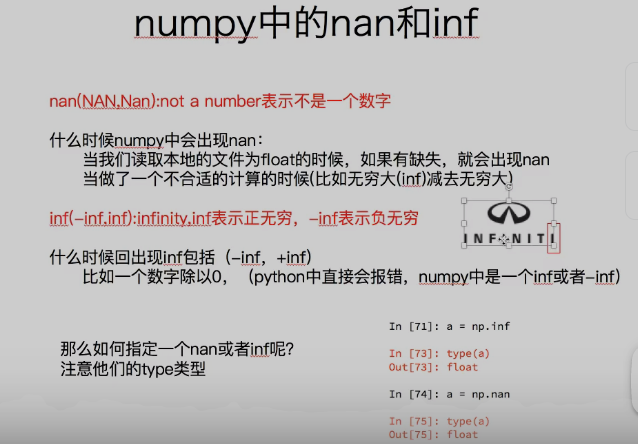 numpy中的nan和inf
nan(NAN,Nan):not a number表示不是一个数字
什么时候numpy中会出现nan：
当我们读取本地的文件为float的时候，如果有缺失，就会出现nan
当做了一个不合适的计算的时候(比如无穷大(inf)减去无穷大)
inf(-inf,inf):infinity,inf表示正无穷，-inf表示负无穷
INFINITI
什么时候回出现inf包括（-inf，+inf）
比如一个数字除以0，（python中直接会报错，numpy中是一个inf或者-inf）
那么如何指定一个nan或者inf呢？
注意他们的type类型
In [71]: a = np.inf
In [73]: type(a)
Out[73]: float
In [74]: a = np.nan
In [75]: type(a)
Out[75]: float